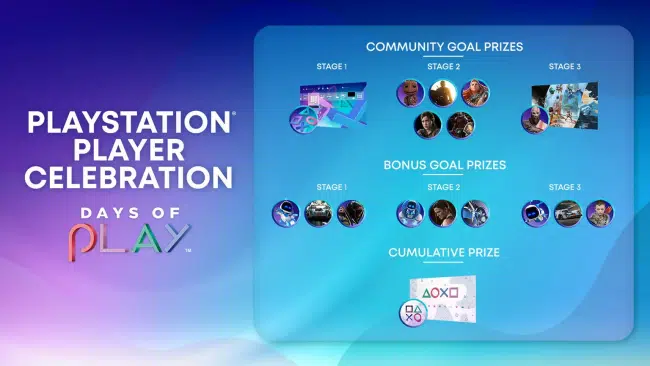 PLAYSTATION®
PLAYER
CELEBRATION
DAYS OF
PLAY™
COMMUNITY GOAL PRIZES
STAGE 1
STAGE 2
STAGE 3
BONUS GOAL PRIZES
STAGE 1
STAGE 2
STAGE 3
CUMULATIVE PRIZE